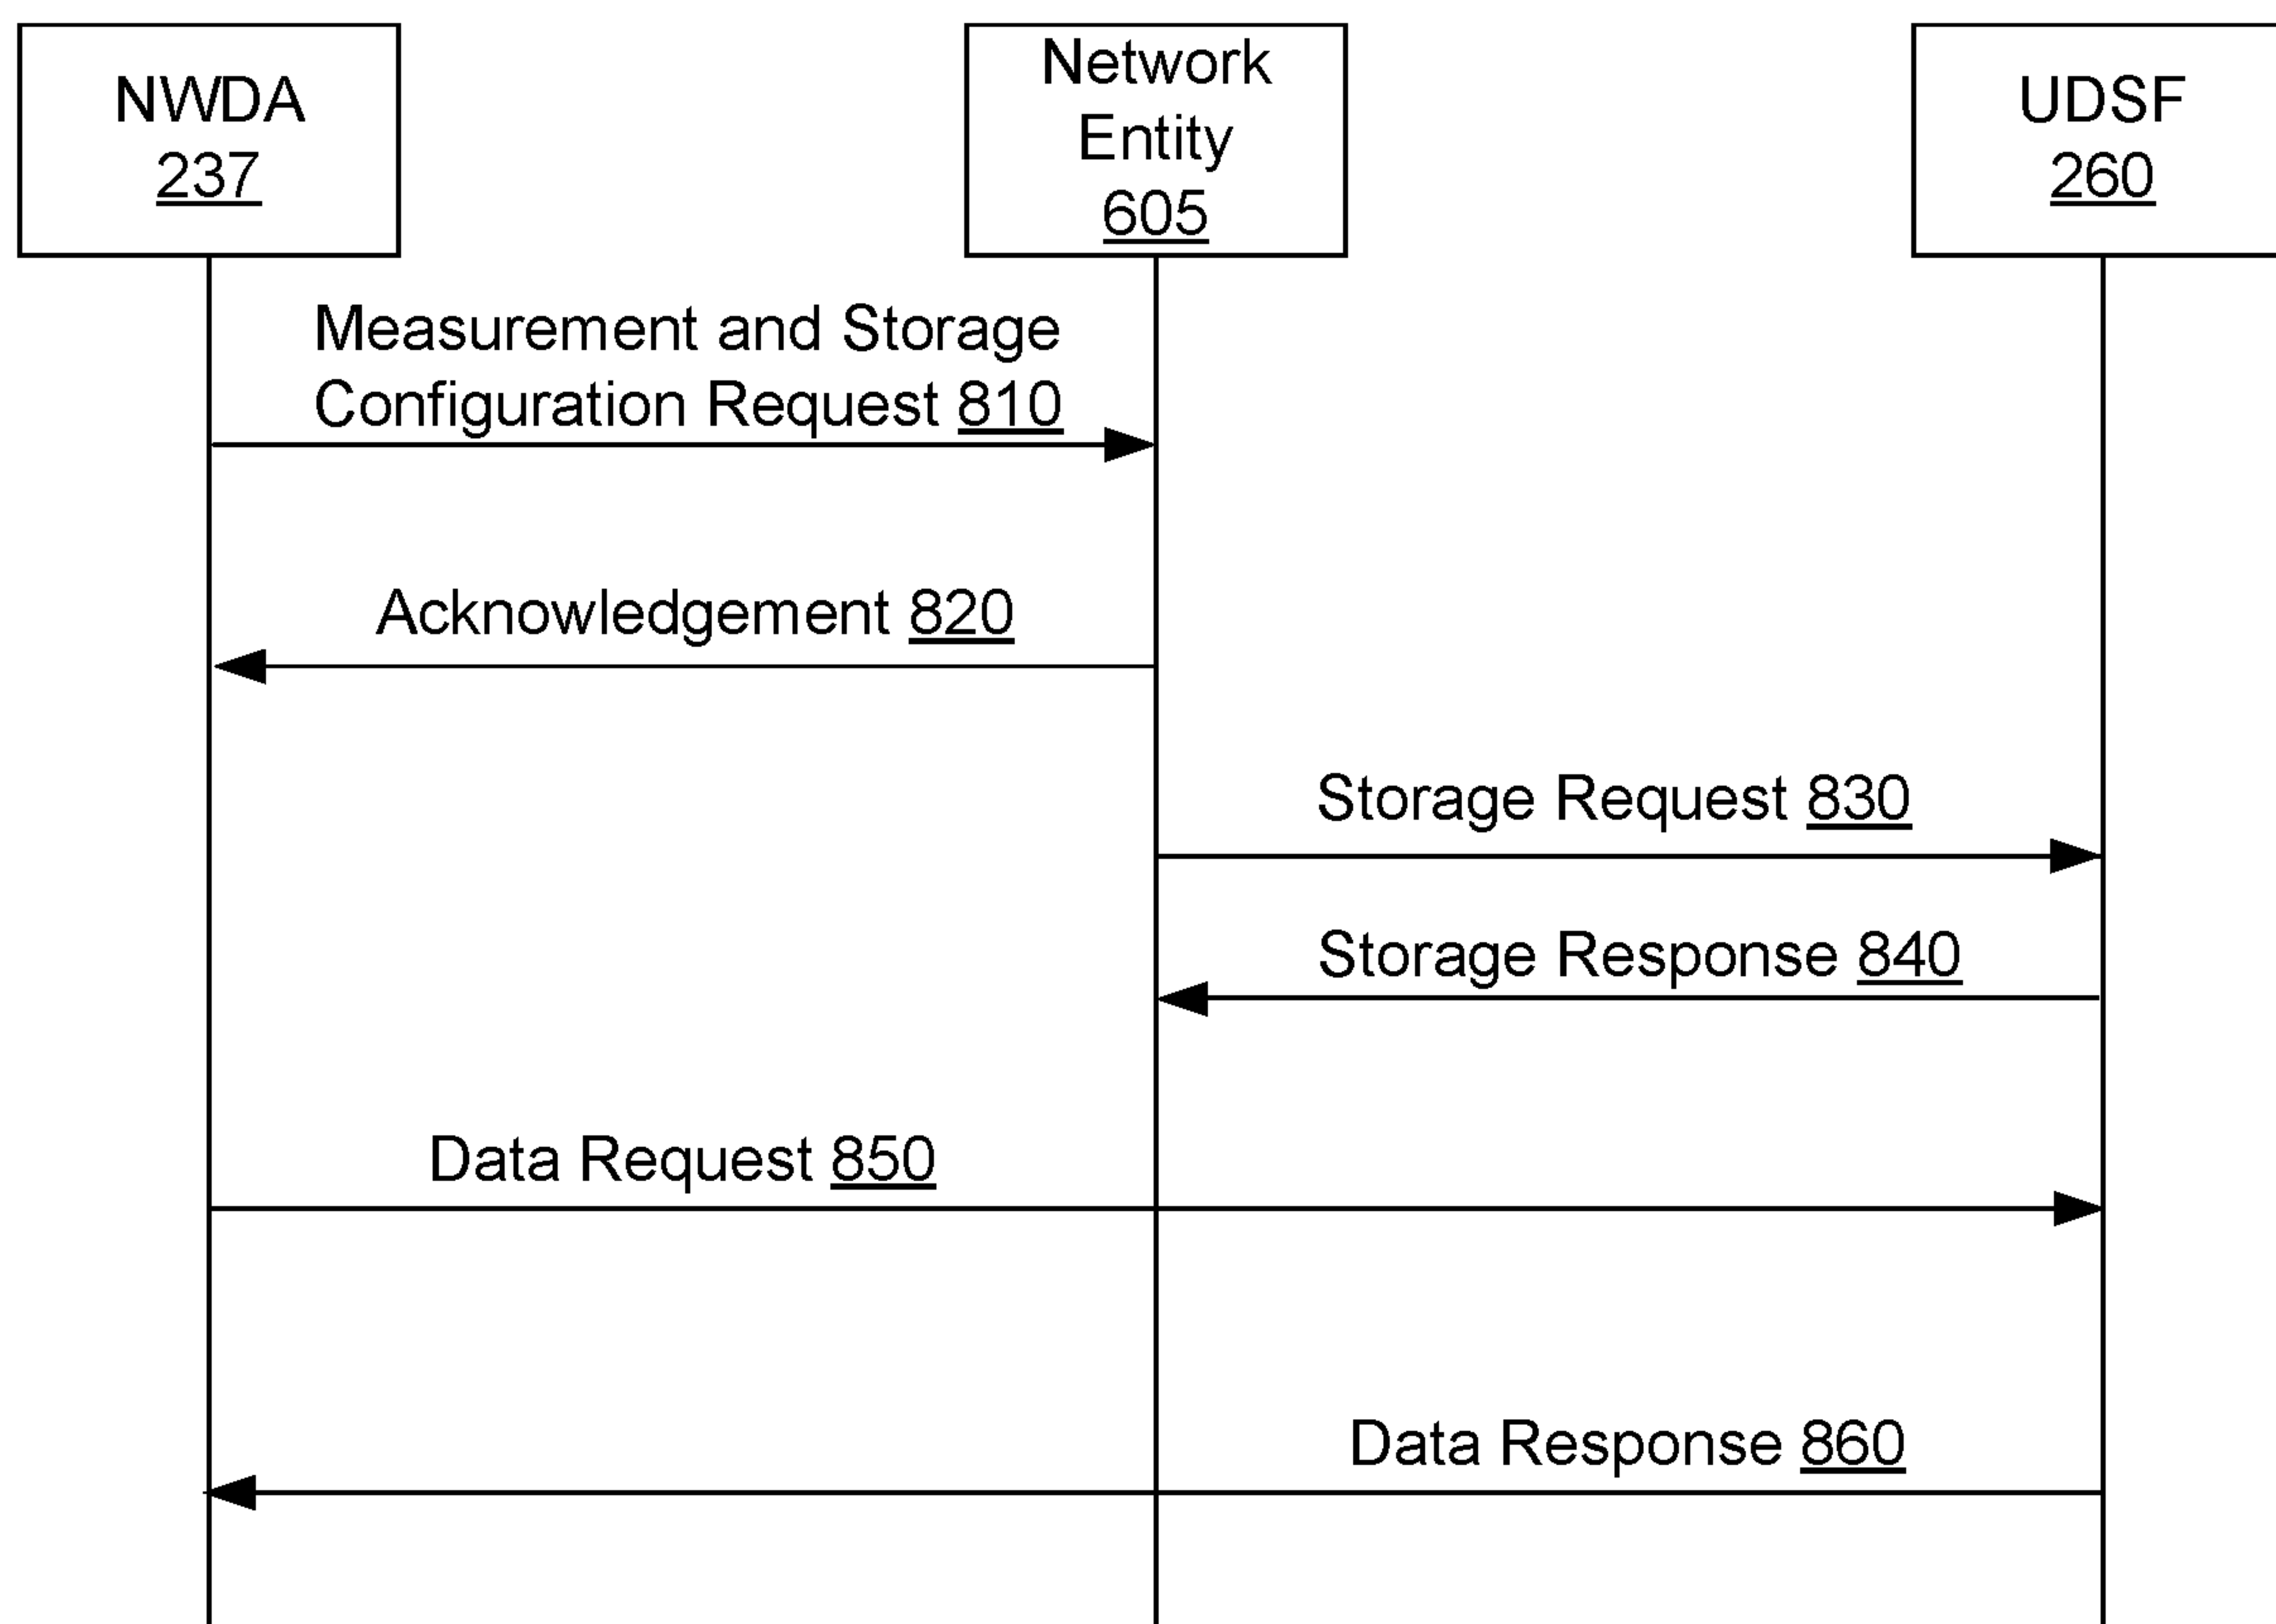 NWDA
237
Network
Entity
605
UDSF
260
Measurement and Storage
Configuration Request 810
Acknowledgement 820
Storage Request 830
Storage Response 840
Data Request 850
Data Response 860